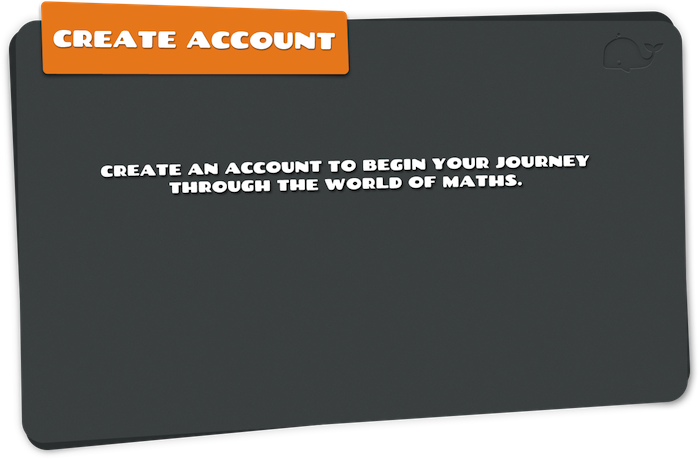 CREATE ACCOUNT
CREATE AN ACCOUNT TO BEGIN YOUR JOURNEY
THROUGH THE WORLD OF MATHS.